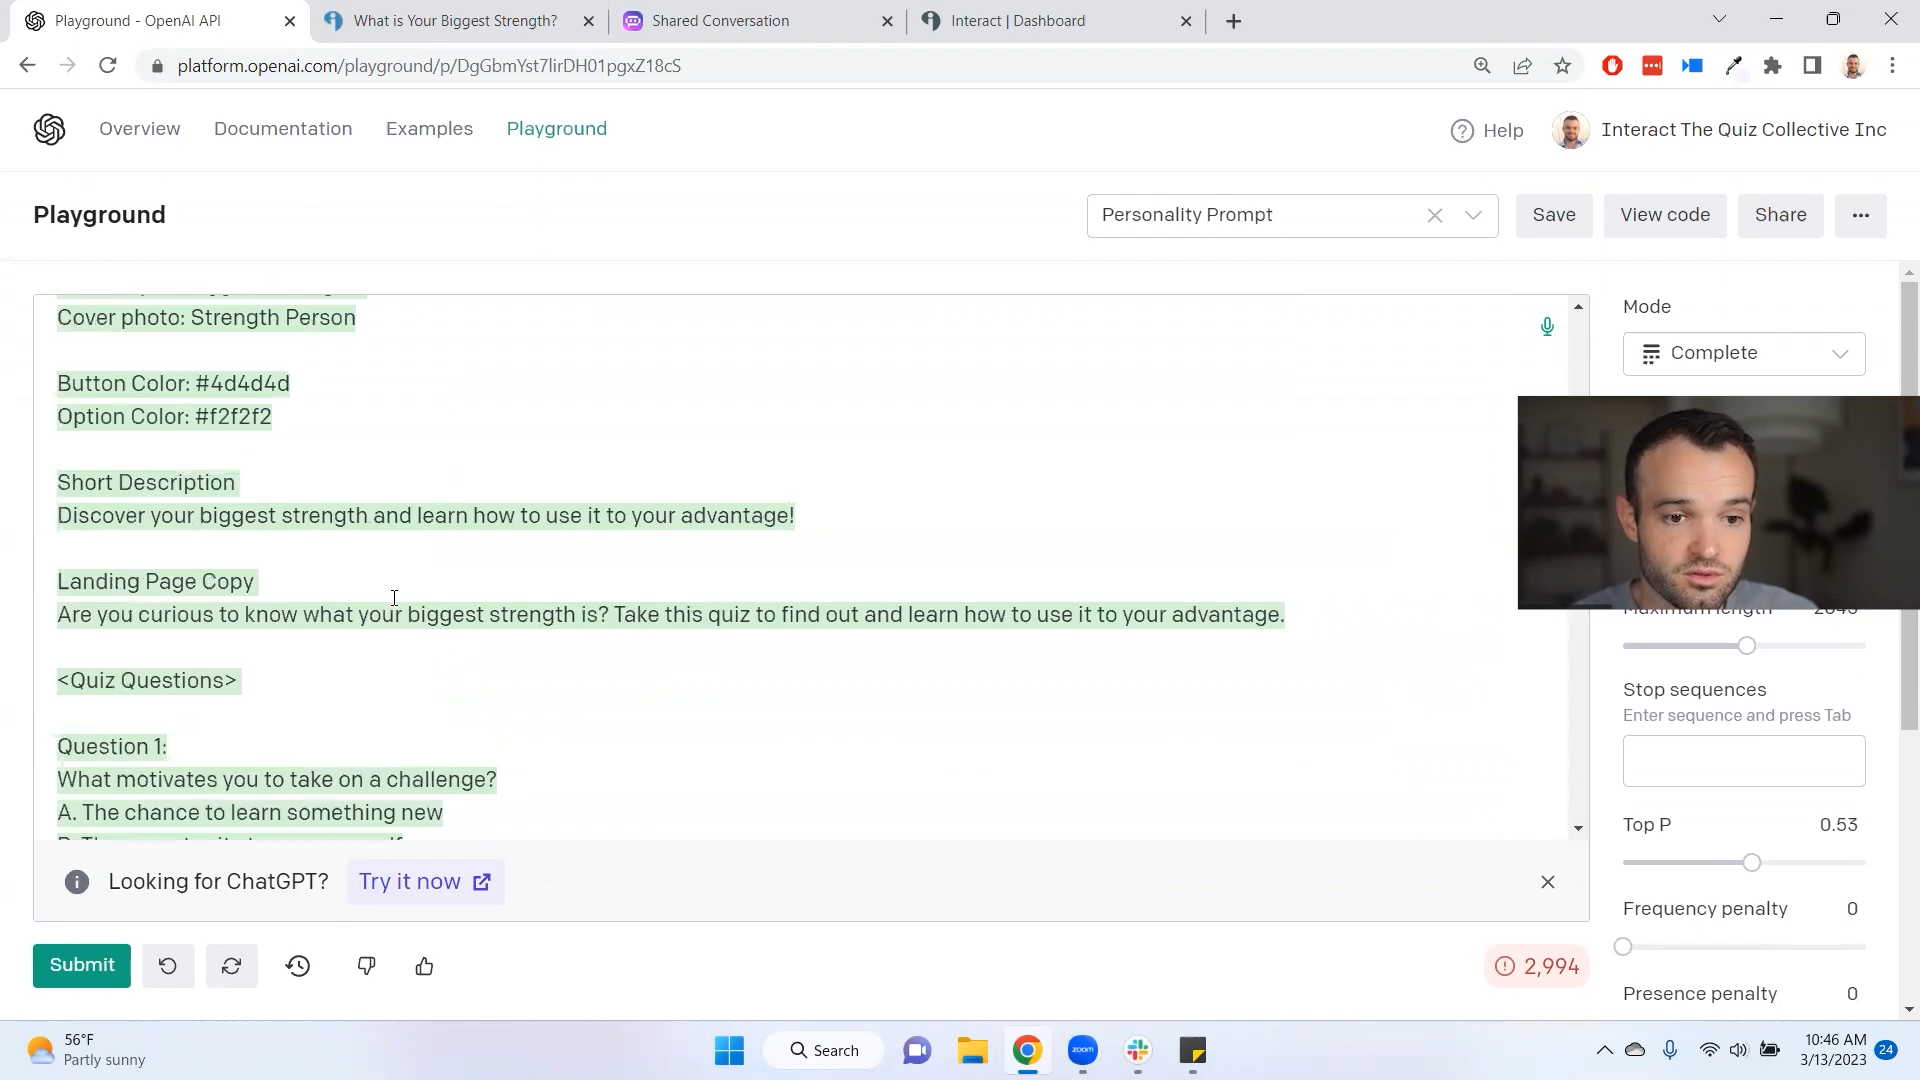 Playground - OpenAI API
What is Your Biggest Strength?
Shared Conversation
Interact | Dashboard
platform.openai.com/playground/p/DgGbmYst7lirDH01pgxZ18cS
Overview
Documentation
Examples
Playground
Help
Interact The Quiz Collective Inc
Playground
Personality Prompt
Save
View code
Share
...
Cover photo: Strength Person
Button Color: #4d4d4d
Option Color: #f2f2f2
Short Description
Discover your biggest strength and learn how to use it to your advantage!
Landing Page Copy
Are you curious to know what your biggest strength is? Take this quiz to find out and learn how to use it to your advantage.
<Quiz Questions>
Question 1:
What motivates you to take on a challenge?
A. The chance to learn something new
Looking for ChatGPT?
Try it now
Submit
2,994
Mode
Complete
Stop sequences
Enter sequence and press Tab
Top P 0.53
Frequency penalty 0
Presence penalty 0
56°F
Partly sunny
Search
zoom
10:46 AM
3/13/2023
24